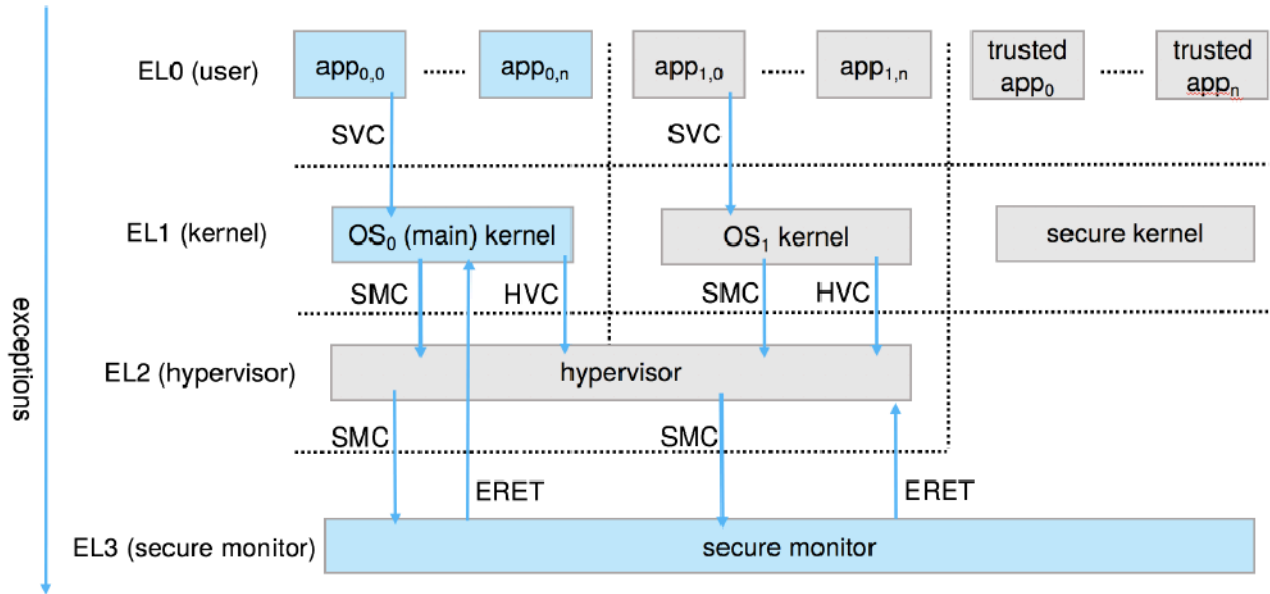 EL0 (user)
app0,0
........
app0,n
app1,0
........
app1,n
trusted
app0
........
trusted
appn
SVC
SVC
EL1 (kernel)
OS0 (main) kernel
OS1 kernel
secure kernel
SMC
HVC
SMC
HVC
exceptions
EL2 (hypervisor)
hypervisor
SMC
SMC
ERET
ERET
EL3 (secure monitor)
secure monitor